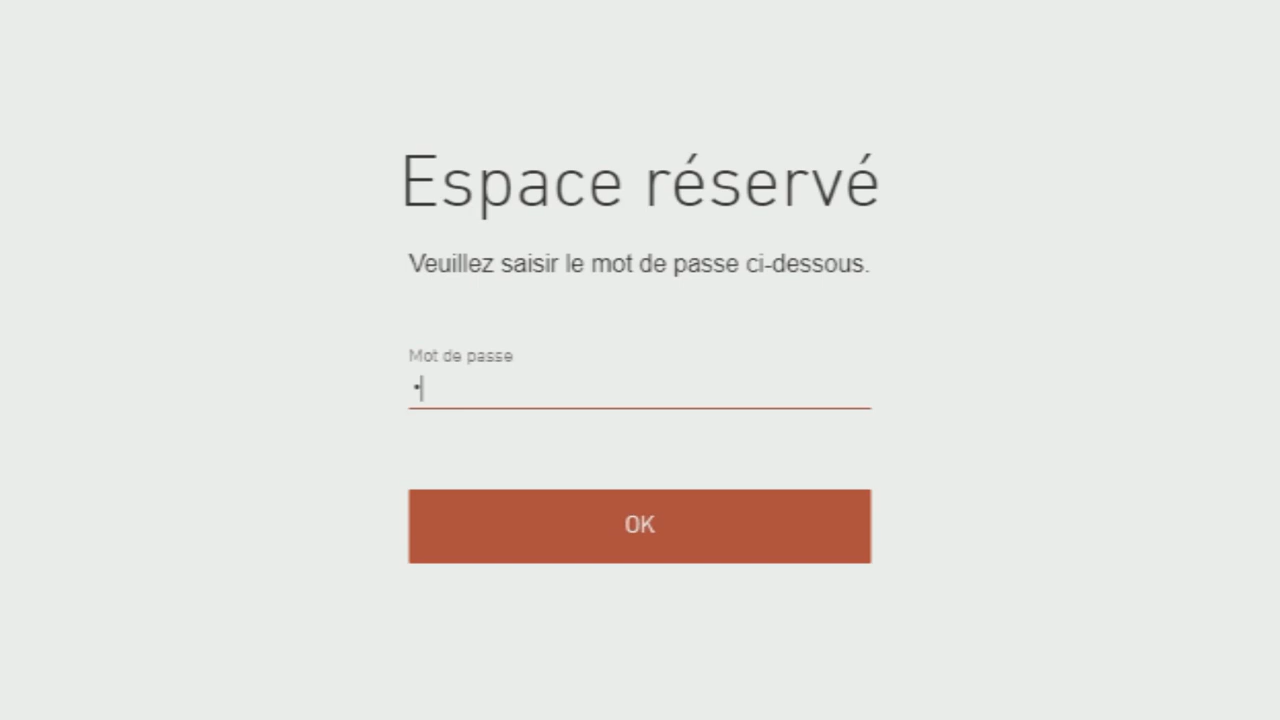 Espace réservé
Veuillez saisir le mot de passe ci-dessous.
Mot de passe
•
OK